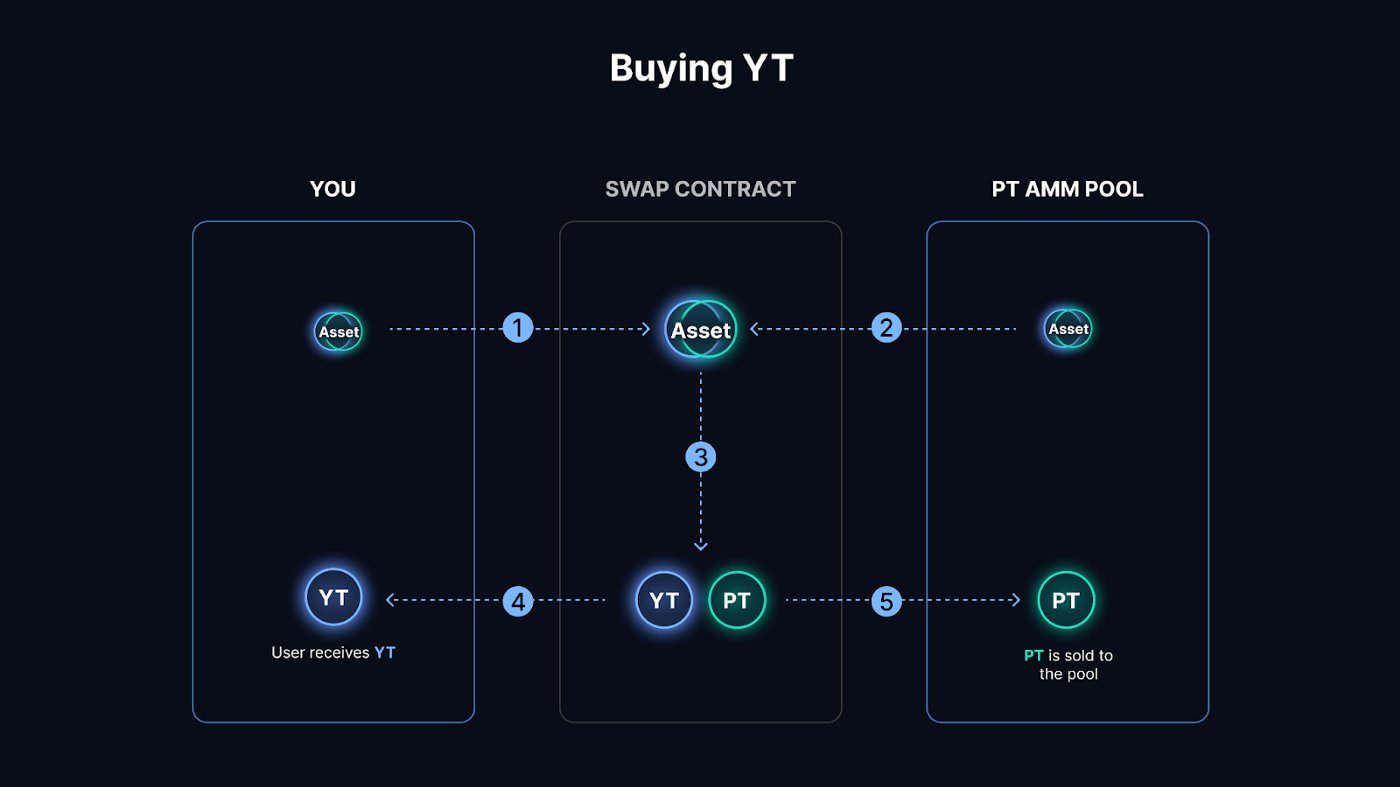 Buying YT
YOU
SWAP CONTRACT
PT AMM POOL
Asset
1
Asset
2
Asset
3
YT
4
YT
PT
5
PT
User receives YT
PT is sold to
the pool